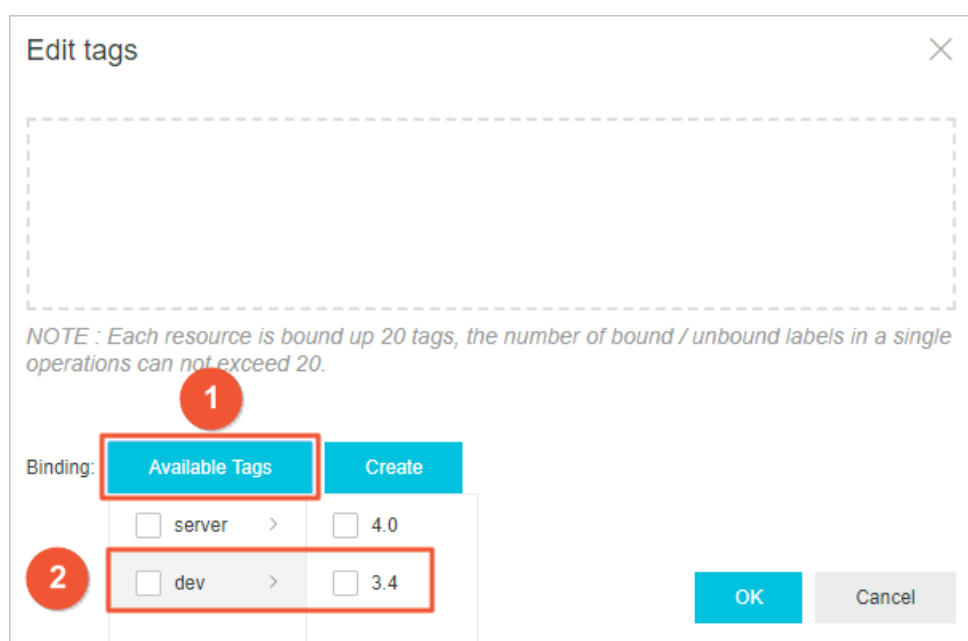 Edit tags
NOTE : Each resource is bound up 20 tags, the number of bound / unbound labels in a single
operations can not exceed 20.
1
Binding: Available Tags Create
server > 4.0
2 dev > 3.4
OK Cancel